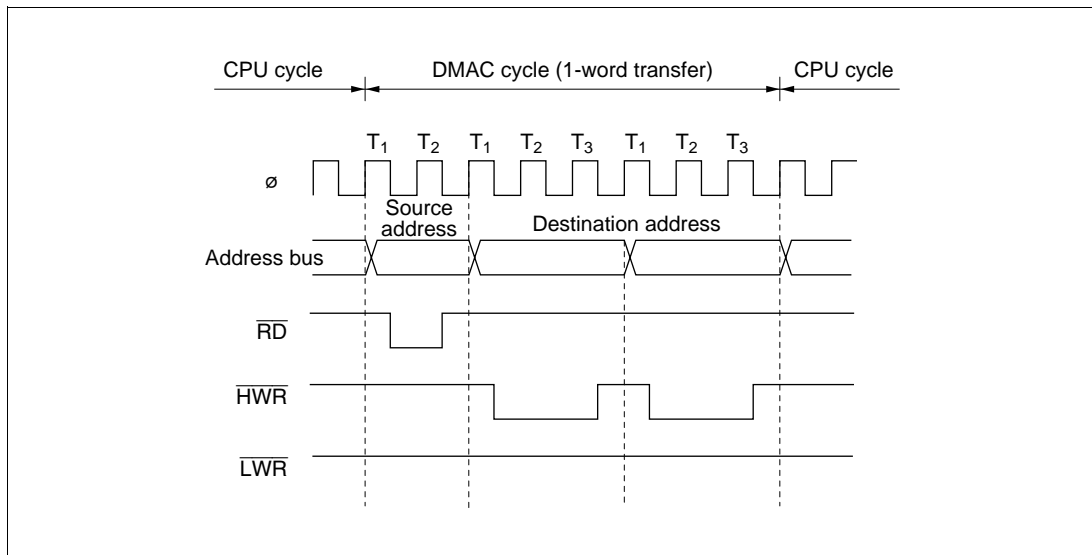 CPU cycle DMAC cycle (1-word transfer) CPU cycle
T1 T2 T1 T2 T3 T1 T2 T3
ø
Source
address
Destination address
Address bus
RD
HWR
LWR